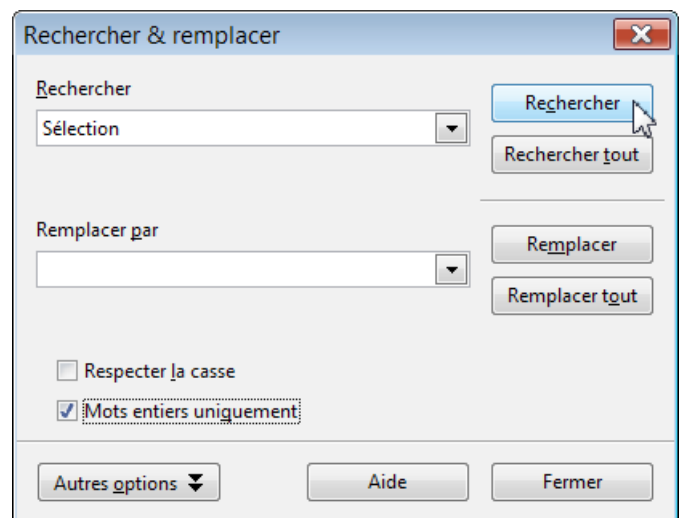 Rechercher & remplacer
Rechercher
Sélection
Rechercher
Rechercher tout
Remplacer par
Remplacer
Remplacer tout
Respecter la casse
Mots entiers uniquement
Autres options
Aide
Fermer